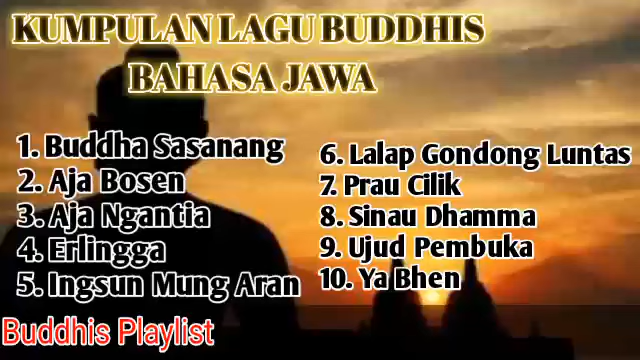 KUMPULAN LAGU BUDDHIS
BAHASA JAWA
1. Buddha Sasanang
2. Aja Bosen
3. Aja Ngantia
4. Erlingga
5. Ingsun Mung Aran
6. Lalap Gondong Luntas
7. Prau Cilik
8. Sinau Dhamma
9. Ujud Pembuka
10. Ya Bhen
Buddhis Playlist